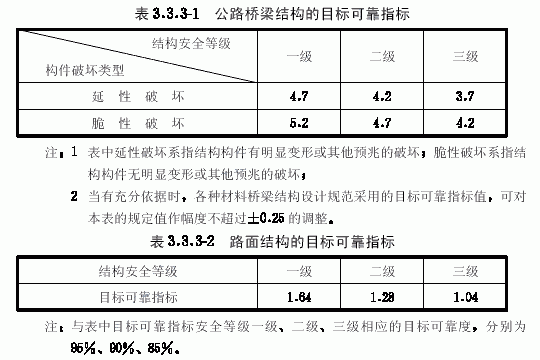 表 3.3.3-1 公路桥梁结构的目标可靠指标
结构安全等级
构件破坏类型
一级 二级 三级
延性破坏 4.7 4.2 3.7
脆性破坏 5.2 4.7 4.2
注：1 表中延性破坏系指结构构件有明显变形或其他预兆的破坏；脆性破坏系指结
构构件无明显变形或其他预兆的破坏；
2 当有充分依据时，各种材料桥梁结构设计规范采用的目标可靠指标值，可对
本表的规定值作幅度不超过±0.25 的调整。
表 3.3.3-2 路面结构的目标可靠指标
结构安全等级 一级 二级 三级
目标可靠指标 1.64 1.28 1.04
注：与表中目标可靠指标安全等级一级、二级、三级相应的目标可靠度，分别为
95%、90%、85%。